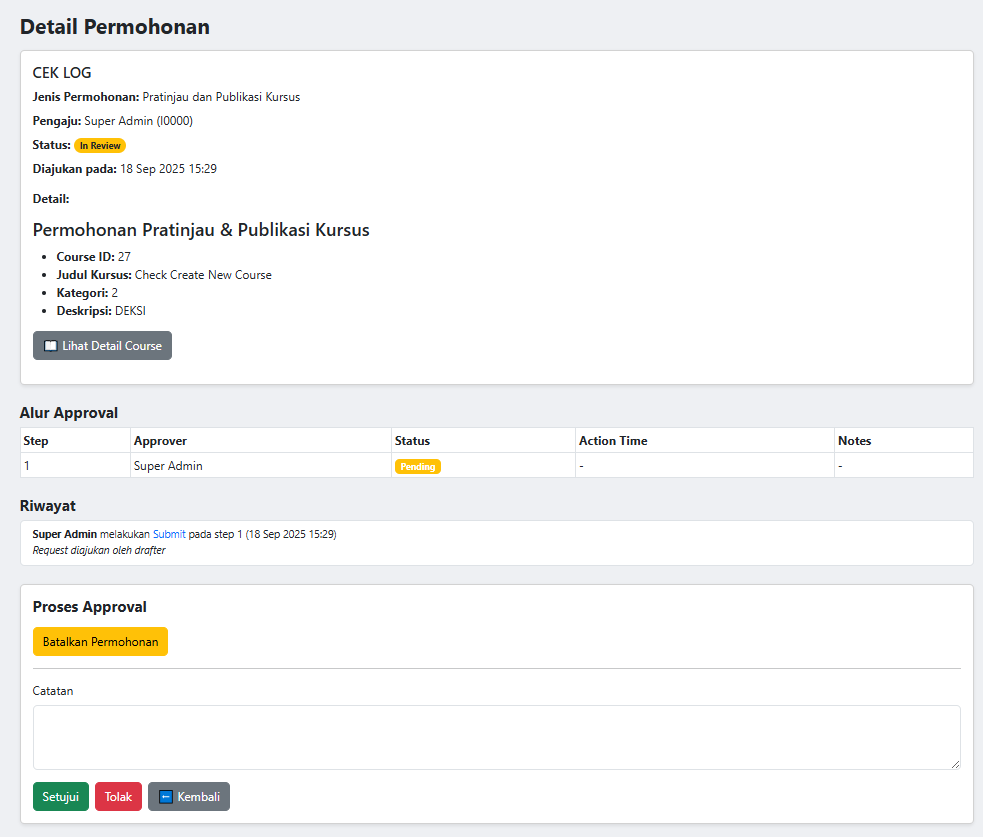 Detail Permohonan
CEK LOG
Jenis Permohonan: Pratinjau dan Publikasi Kursus
Pengaju: Super Admin (I0000)
Status: In Review
Diajukan pada: 18 Sep 2025 15:29
Detail:
Permohonan Pratinjau & Publikasi Kursus
• Course ID: 27
• Judul Kursus: Check Create New Course
• Kategori: 2
• Deskripsi: DEKSI
Lihat Detail Course
Alur Approval
Step Approver Status Action Time Notes
1 Super Admin Pending - -
Riwayat
Super Admin melakukan Submit pada step 1 (18 Sep 2025 15:29)
Request diajukan oleh drafter
Proses Approval
Batalkan Permohonan
Catatan
Setujui Tolak Kembali